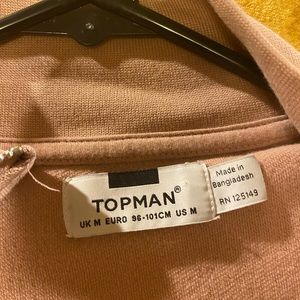 TOPMAN®
UK M EURO 96-101CM US M
Made in
Bangladesh
RN 125149